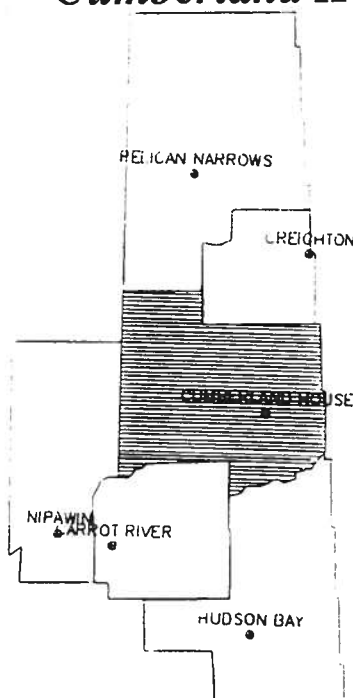 PELICAN NARROWS
CREIGHTON
CUMBERLAND HOUSE
NIPAWIN
CARROT RIVER
HUDSON BAY